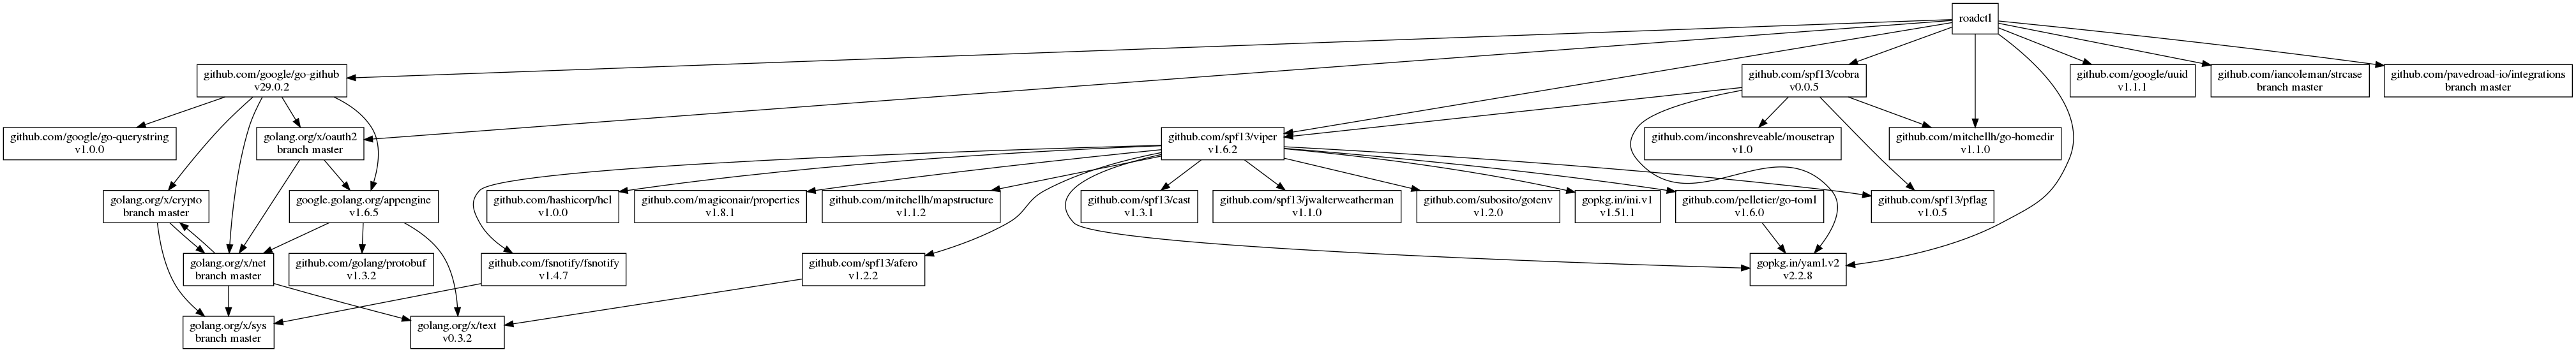 roadctl
github.com/google/go-github
v29.0.2
github.com/spf13/cobra
v0.0.5
github.com/google/uuid
v1.1.1
github.com/iancoleman/strcase
branch master
github.com/pavedroad-io/integrations
branch master
github.com/google/go-querystring
v1.0.0
golang.org/x/oauth2
branch master
github.com/spf13/viper
v1.6.2
github.com/inconshreveable/mousetrap
v1.0
github.com/mitchellh/go-homedir
v1.1.0
golang.org/x/crypto
branch master
google.golang.org/appengine
v1.6.5
github.com/hashicorp/hcl
v1.0.0
github.com/magiconair/properties
v1.8.1
github.com/mitchellh/mapstructure
v1.1.2
github.com/spf13/cast
v1.3.1
github.com/spf13/jwalterweatherman
v1.1.0
github.com/subosito/gotenv
v1.2.0
gopkg.in/ini.v1
v1.51.1
github.com/pelletier/go-toml
v1.6.0
github.com/spf13/pflag
v1.0.5
golang.org/x/net
branch master
github.com/golang/protobuf
v1.3.2
github.com/fsnotify/fsnotify
v1.4.7
github.com/spf13/afero
v1.2.2
gopkg.in/yaml.v2
v2.2.8
golang.org/x/sys
branch master
golang.org/x/text
v0.3.2